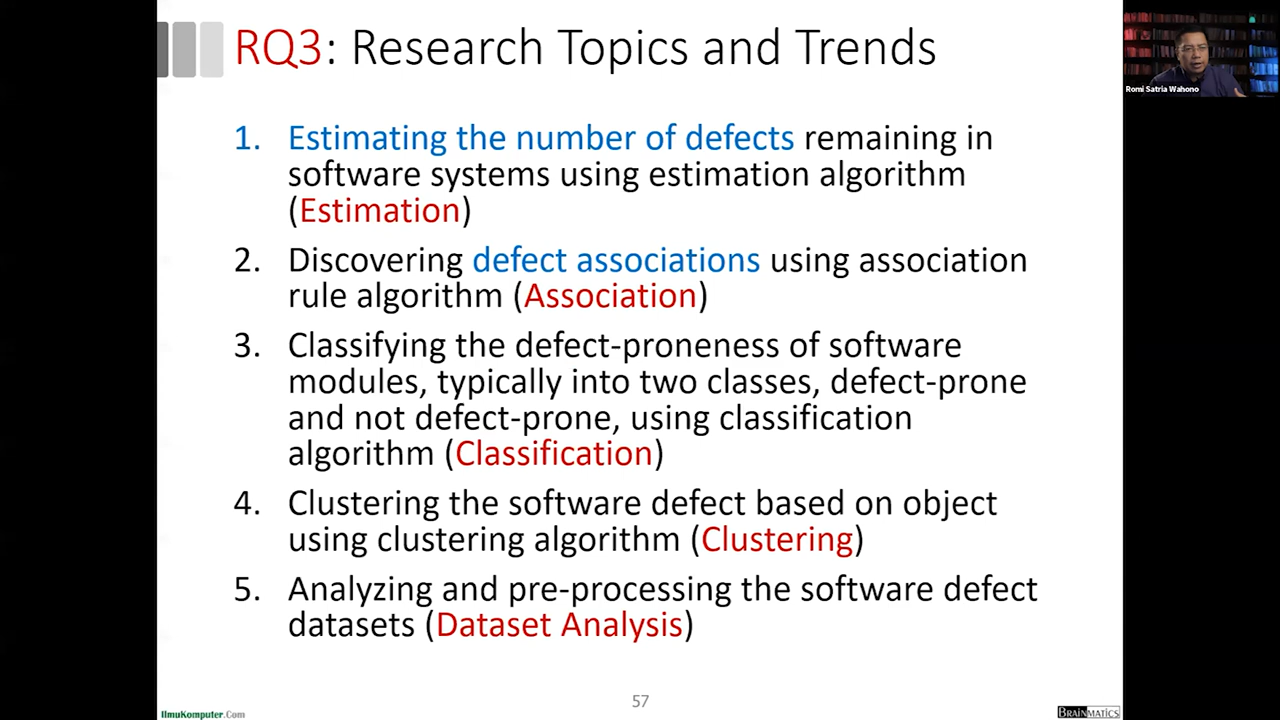 RQ3: Research Topics and Trends
Romi Satria Wahono
1. Estimating the number of defects remaining in
software systems using estimation algorithm
(Estimation)
2. Discovering defect associations using association
rule algorithm (Association)
3. Classifying the defect-proneness of software
modules, typically into two classes, defect-prone
and not defect-prone, using classification
algorithm (Classification)
4. Clustering the software defect based on object
using clustering algorithm (Clustering)
5. Analyzing and pre-processing the software defect
datasets (Dataset Analysis)
57
IlmuKomputer.Com
BRAINMATICS